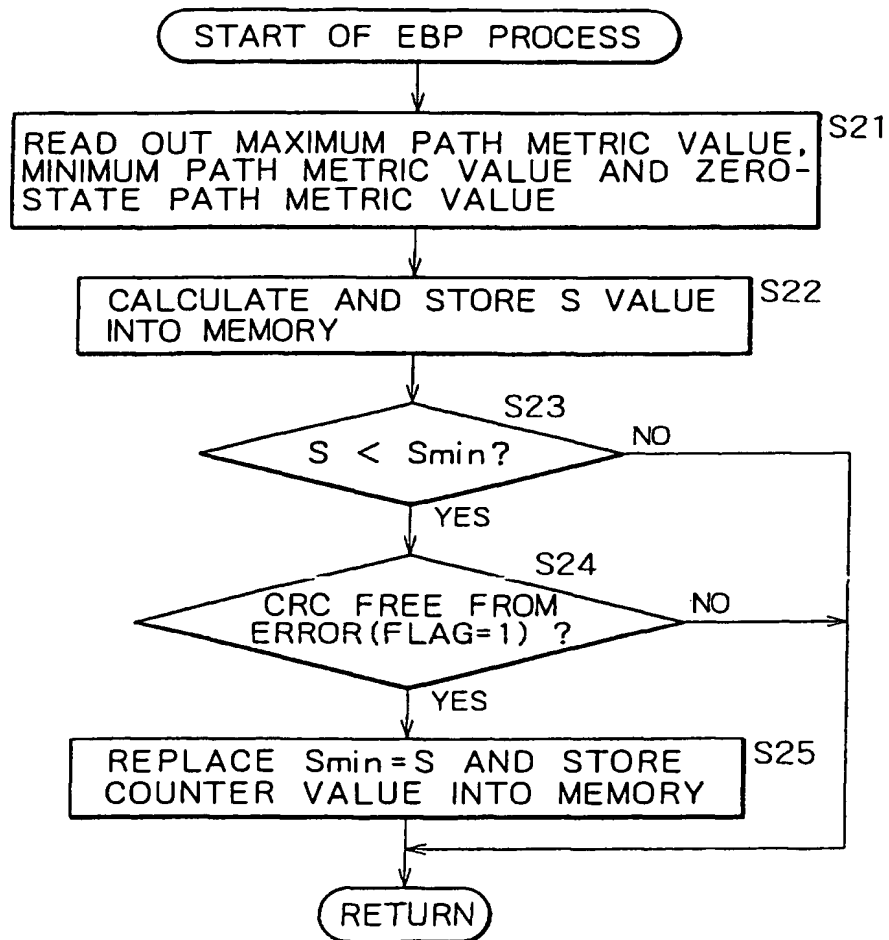 START OF EBP PROCESS
S21
READ OUT MAXIMUM PATH METRIC VALUE,
MINIMUM PATH METRIC VALUE AND ZERO-
STATE PATH METRIC VALUE
S22
CALCULATE AND STORE S VALUE
INTO MEMORY
S23
S < Smin?
NO
YES
S24
CRC FREE FROM
ERROR(FLAG=1) ?
NO
YES
S25
REPLACE Smin=S AND STORE
COUNTER VALUE INTO MEMORY
RETURN